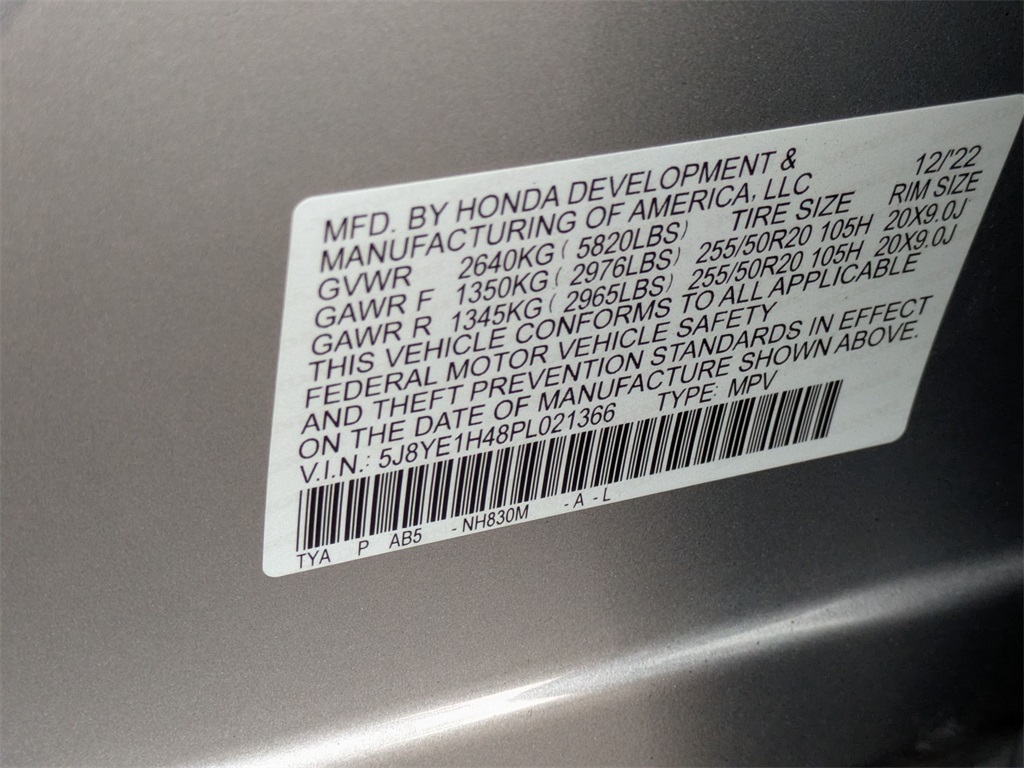 MFD. BY HONDA DEVELOPMENT & 12/'22
MANUFACTURING OF AMERICA, LLC RIM SIZE
GVWR 2640KG ( 5820LBS) TIRE SIZE
GAWR F 1350KG ( 2976LBS) 255/50R20 105H 20X9.0J
GAWR R 1345KG ( 2965LBS) 255/50R20 105H 20X9.0J
THIS VEHICLE CONFORMS TO ALL APPLICABLE
FEDERAL MOTOR VEHICLE SAFETY
AND THEFT PREVENTION STANDARDS IN EFFECT
ON THE DATE OF MANUFACTURE SHOWN ABOVE.
V.I.N.: 5J8YE1H48PL021366 TYPE: MPV
TYA P AB5 -NH830M -A -L